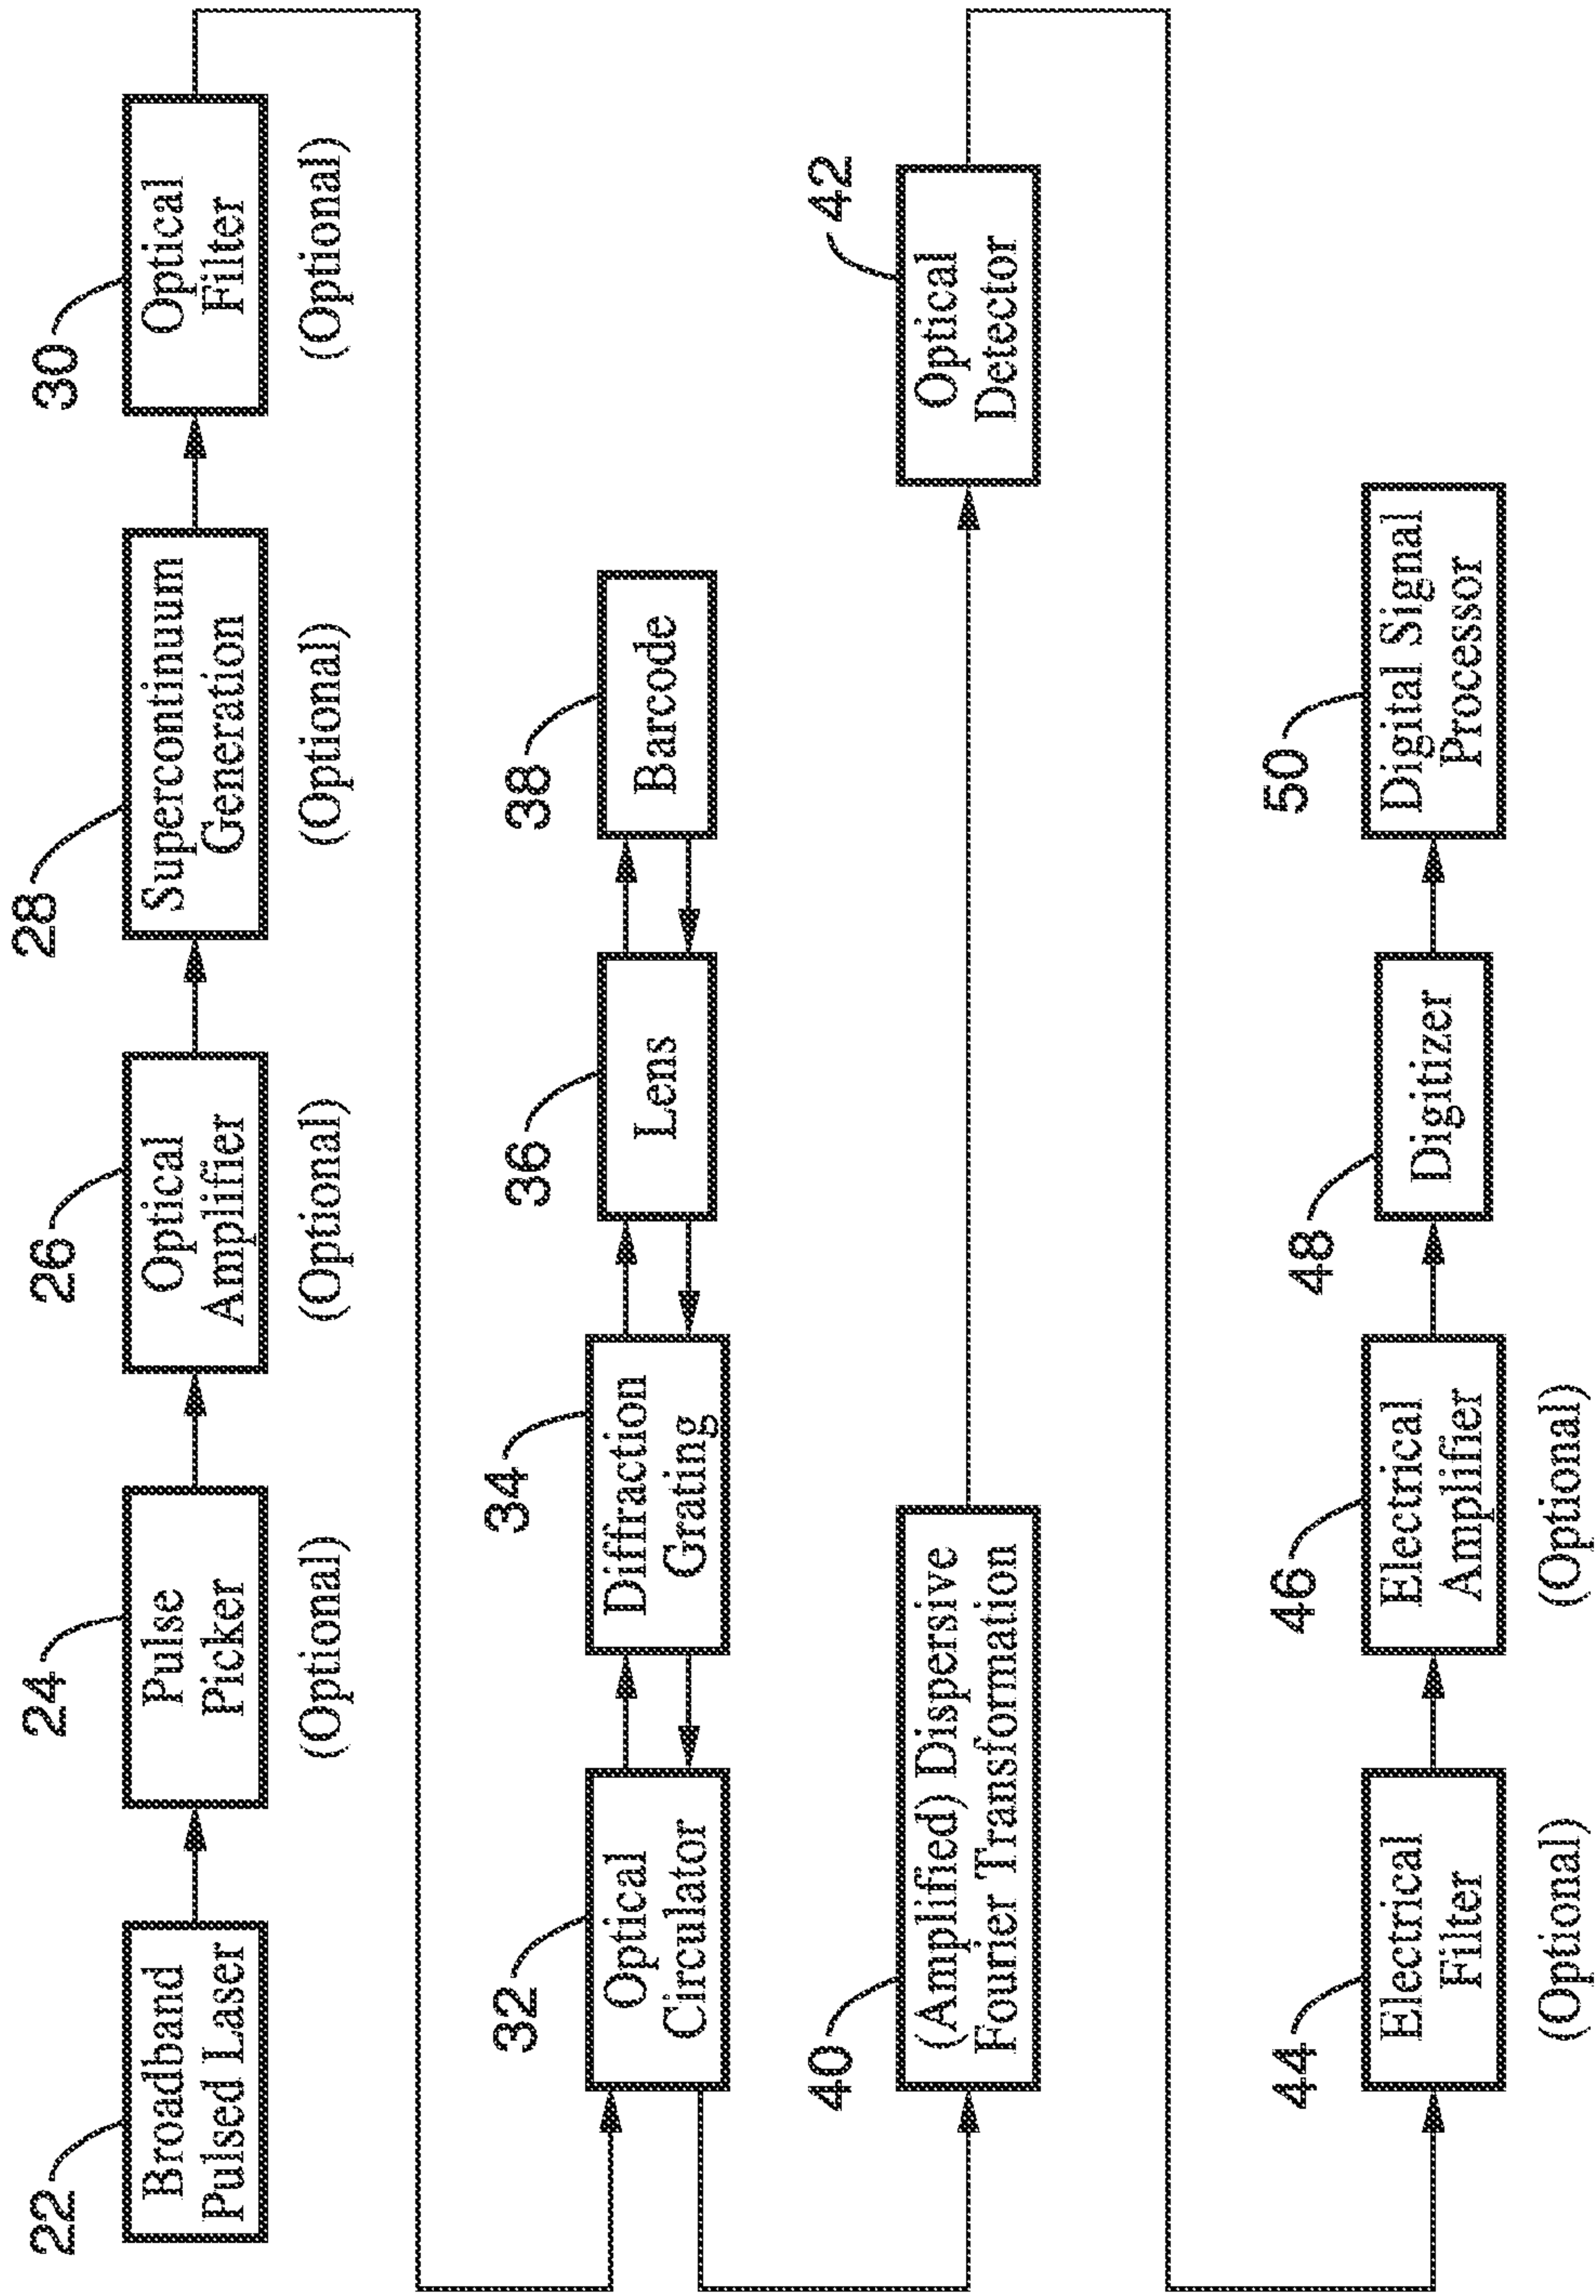 22
Broadband
Pulsed Laser
24
Pulse
Picker
(Optional)
26
Optical
Amplifier
(Optional)
28
Supercontinuum
Generation
(Optional)
30
Optical
Filter
(Optional)
32
Optical
Circulator
34
Diffraction
Grating
36
Lens
38
Barcode
40
(Amplified) Dispersive
Fourier Transformation
42
Optical
Detector
44
Electrical
Filter
(Optional)
46
Electrical
Amplifier
(Optional)
48
Digitizer
50
Digital Signal
Processor